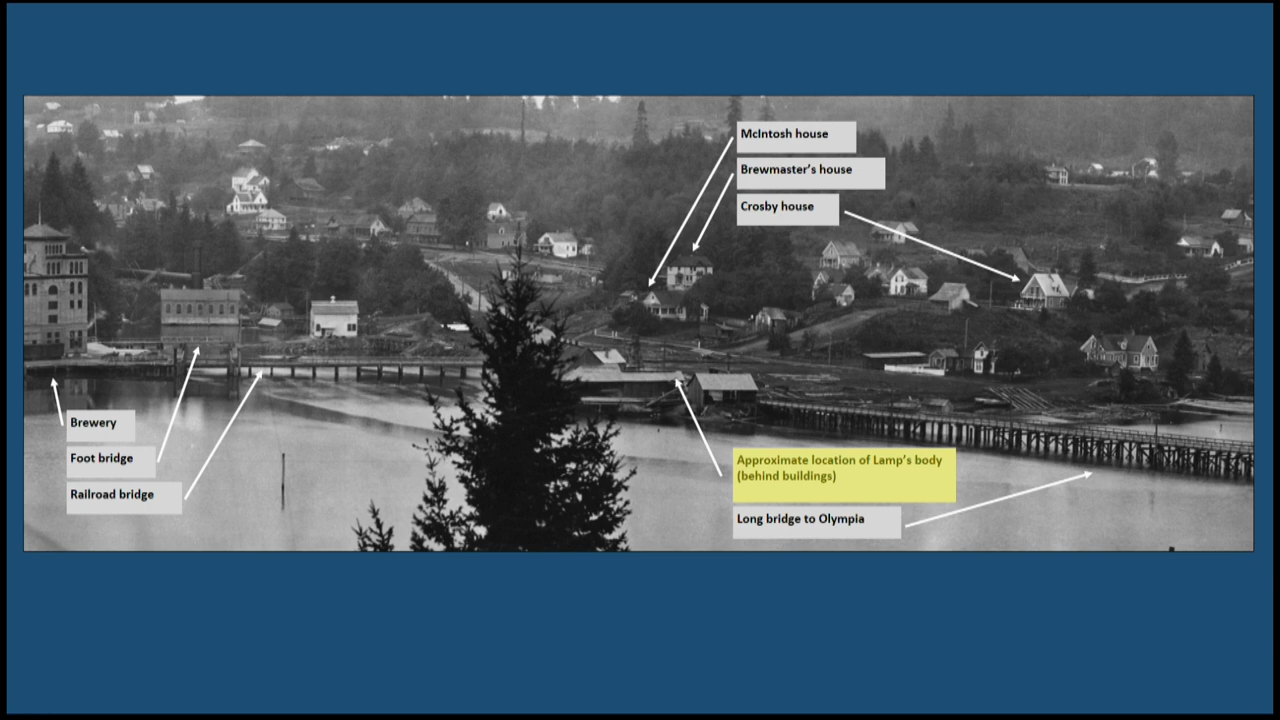 McIntosh house
Brewmaster's house
Crosby house
Brewery
Foot bridge
Railroad bridge
Approximate location of Lamp's body
(behind buildings)
Long bridge to Olympia